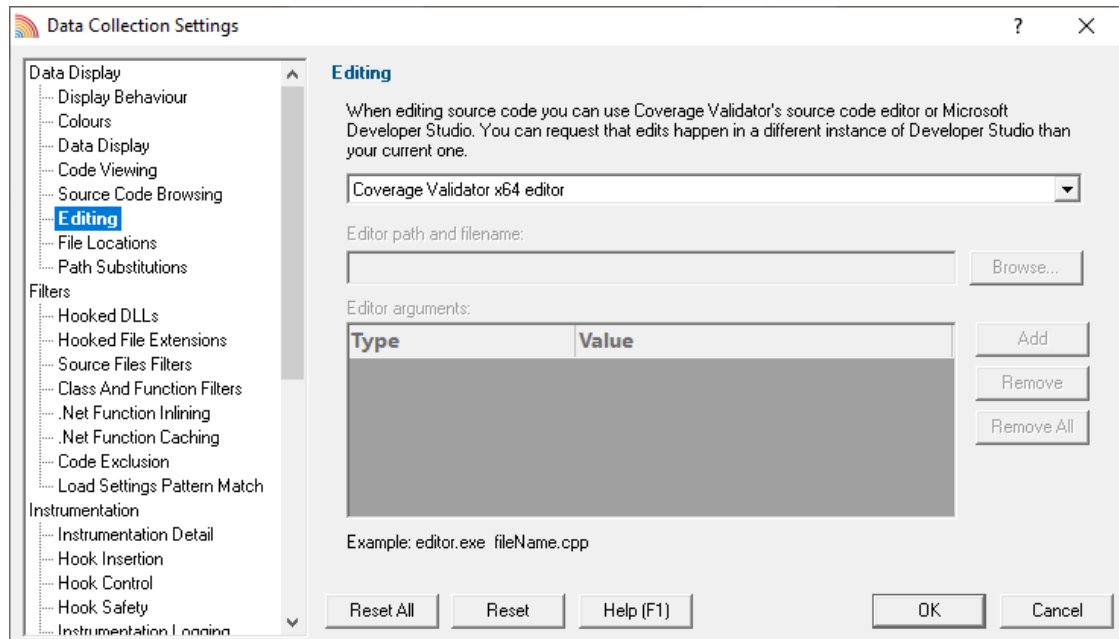 Data Collection Settings
?
Data Display
Display Behaviour
Colours
Data Display
Code Viewing
Source Code Browsing
Editing
File Locations
Path Substitutions
Filters
Hooked DLLs
Hooked File Extensions
Source Files Filters
Class And Function Filters
.Net Function Inlining
.Net Function Caching
Code Exclusion
Load Settings Pattern Match
Instrumentation
Instrumentation Detail
Hook Insertion
Hook Control
Hook Safety
Instrumentation Logging
Editing
When editing source code you can use Coverage Validator's source code editor or Microsoft
Developer Studio. You can request that edits happen in a different instance of Developer Studio than
your current one.
Coverage Validator x64 editor
Editor path and filename:
Browse...
Editor arguments:
Type Value
Add
Remove
Remove All
Example: editor.exe fileName.cpp
Reset All Reset Help (F1) OK Cancel